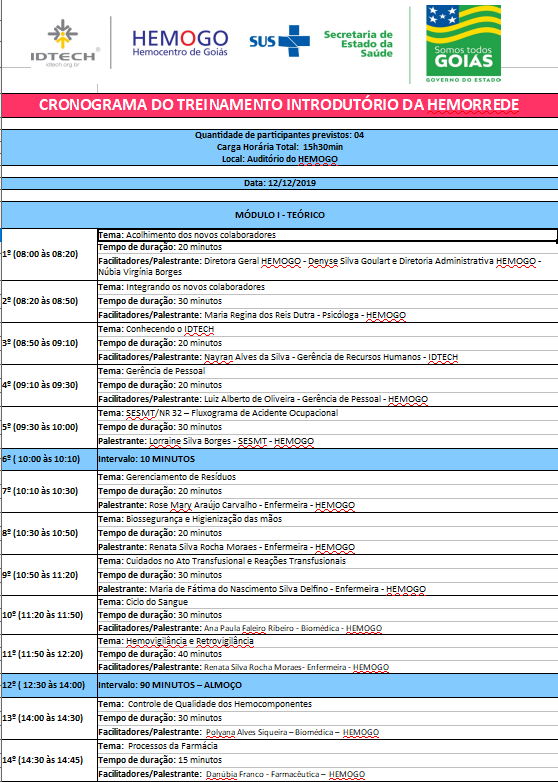 IDTECH®
idtech.org.br
HEMOGO
Hemocentro de Goiás
SUS
Secretaria de
Estado da
Saúde
Somos todos
GOIÁS
GOVERNO DO ESTADO
CRONOGRAMA DO TREINAMENTO INTRODUTÓRIO DA HEMORREDE
Quantidade de participantes previstos: 04
Carga Horária Total: 15h30min
Local: Auditório do HEMOGO
Data: 12/12/2019
MÓDULO I - TEÓRICO
1º (08:00 às 08:20)
Tema: Acolhimento dos novos colaboradores
Tempo de duração: 20 minutos
Facilitadores/Palestrante: Diretora Geral HEMOGO - Denyse Silva Goulart e Diretoria Administrativa HEMOGO -
Núbia Virgínia Borges
2º (08:20 às 08:50)
Tema: Integrando os novos colaboradores
Tempo de duração: 30 minutos
Facilitadores/Palestrante: Maria Regina dos Reis Dutra - Psicóloga - HEMOGO
3º (08:50 às 09:10)
Tema: Conhecendo o IDTECH
Tempo de duração: 20 minutos
Facilitadores/Palestrante: Nayran Alves da Silva - Gerência de Recursos Humanos - IDTECH
4º (09:10 às 09:30)
Tema: Gerência de Pessoal
Tempo de duração: 20 minutos
Facilitadores/Palestrante: Luiz Alberto de Oliveira - Gerência de Pessoal - HEMOGO
5º (09:30 às 10:00)
Tema: SESMT/NR 32 – Fluxograma de Acidente Ocupacional
Tempo de duração: 30 minutos
Palestrante: Lorraine Silva Borges - SESMT - HEMOGO
6º ( 10:00 às 10:10)
Intervalo: 10 MINUTOS
7º (10:10 às 10:30)
Tema: Gerenciamento de Resíduos
Tempo de duração: 20 minutos
Palestrante: Rose Mary Araújo Carvalho - Enfermeira - HEMOGO
8º (10:30 às 10:50)
Tema: Biossegurança e Higienização das mãos
Tempo de duração: 20 minutos
Palestrante: Renata Silva Rocha Moraes - Enfermeira - HEMOGO
9º (10:50 às 11:20)
Tema: Cuidados no Ato Transfusional e Reações Transfusionais
Tempo de duração: 30 minutos
Palestrante: Maria de Fátima do Nascimento Silva Delfino - Enfermeira - HEMOGO
10º (11:20 às 11:50)
Tema: Ciclo do Sangue
Tempo de duração: 30 minutos
Facilitadores/Palestrante: Ana Paula Faleiro Ribeiro - Biomédica - HEMOGO
11º (11:50 às 12:20)
Tema: Hemovigilância e Retrovigilância
Tempo de duração: 40 minutos
Facilitadores/Palestrante: Renata Silva Rocha Moraes- Enfermeira - HEMOGO
12º ( 12:30 às 14:00)
Intervalo: 90 MINUTOS – ALMOÇO
13º (14:00 às 14:30)
Tema: Controle de Qualidade dos Hemocomponentes
Tempo de duração: 30 minutos
Facilitadores/Palestrante: Polyana Alves Siqueira – Biomédica – HEMOGO
14º (14:30 às 14:45)
Tema: Processos da Farmácia
Tempo de duração: 15 minutos
Facilitadores/Palestrante: Danúbia Franco - Farmacêutica – HEMOGO